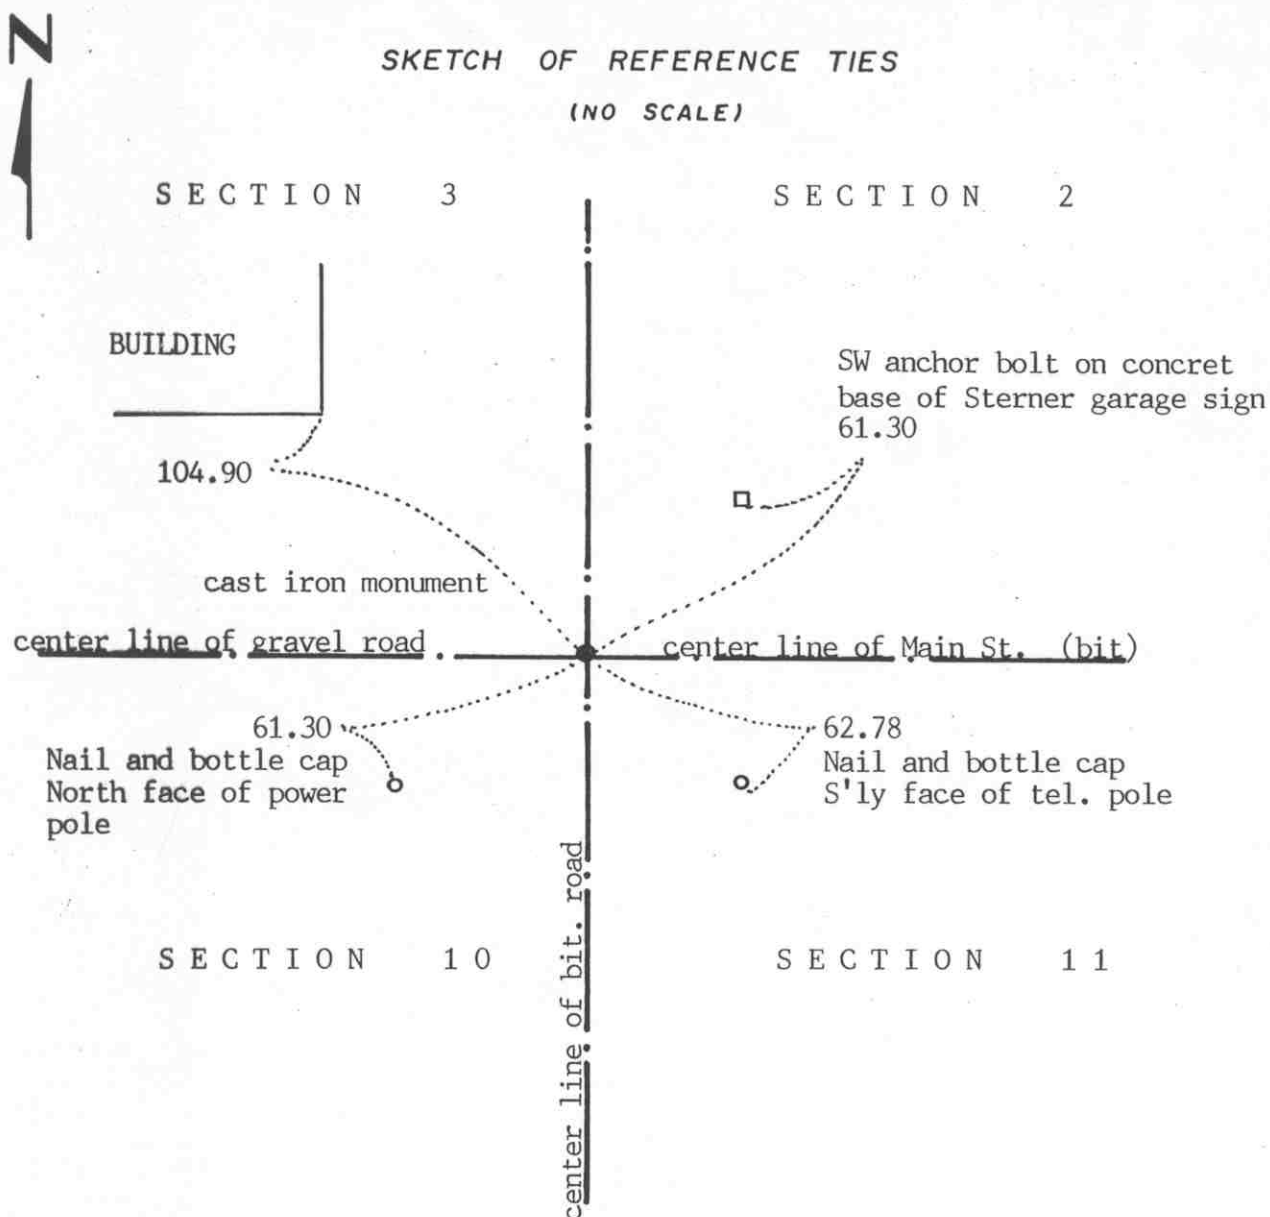 N
SKETCH OF REFERENCE TIES
(NO SCALE)
SECTION 3
SECTION 2
BUILDING
SW anchor bolt on concret
base of Sterner garage sign
61.30
104.90
cast iron monument
center line of gravel road
center line of Main St. (bit)
61.30
Nail and bottle cap
North face of power
pole
62.78
Nail and bottle cap
S'ly face of tel. pole
center line of bit. road
SECTION 10
SECTION 11